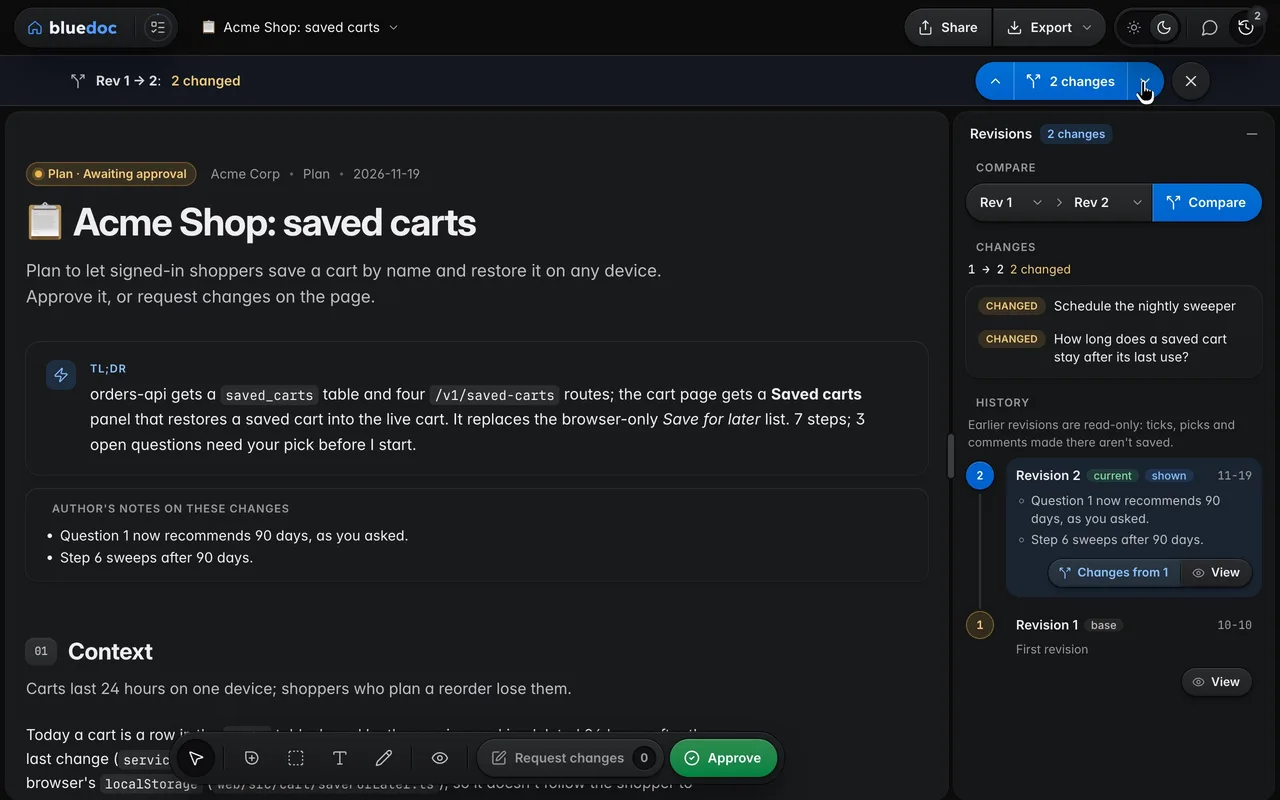 bluedoc
Acme Shop: saved carts
Share
Export
2
Rev 1 → 2: 2 changed
2 changes
Plan · Awaiting approval
Acme Corp • Plan • 2026-11-19
Acme Shop: saved carts
Plan to let signed-in shoppers save a cart by name and restore it on any device.
Approve it, or request changes on the page.
TL;DR
orders-api gets a saved_carts table and four /v1/saved-carts routes; the cart page gets a Saved carts
panel that restores a saved cart into the live cart. It replaces the browser-only Save for later list. 7 steps; 3
open questions need your pick before I start.
AUTHOR'S NOTES ON THESE CHANGES
• Question 1 now recommends 90 days, as you asked.
• Step 6 sweeps after 90 days.
01 Context
Carts last 24 hours on one device; shoppers who plan a reorder lose them.
Today a cart is a row in the
last change (servic
browser's localStorage
Request changes 0
Approve
Revisions 2 changes
COMPARE
Rev 1 Rev 2 Compare
CHANGES
1 → 2 2 changed
CHANGED Schedule the nightly sweeper
CHANGED How long does a saved cart
stay after its last use?
HISTORY
Earlier revisions are read-only: ticks, picks and
comments made there aren't saved.
2 Revision 2 current shown 11-19
Question 1 now recommends 90
days, as you asked.
Step 6 sweeps after 90 days.
Changes from 1 View
1 Revision 1 base 10-10
First revision
View